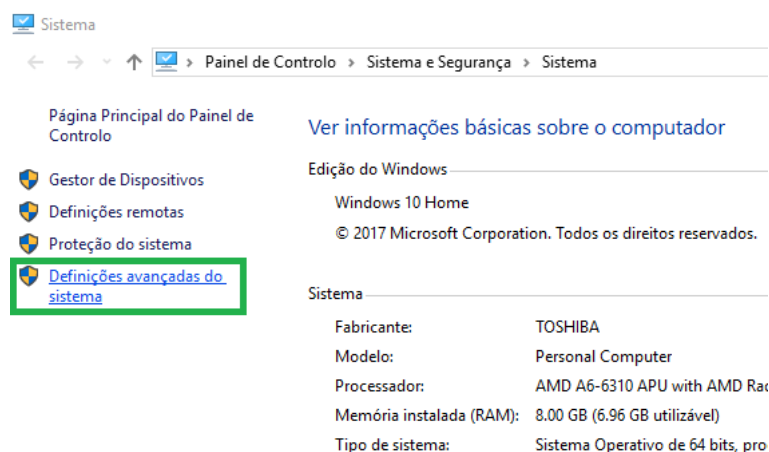 Sistema
Painel de Controlo › Sistema e Segurança › Sistema
Página Principal do Painel de
Controlo
Gestor de Dispositivos
Definições remotas
Proteção do sistema
Definições avançadas do
sistema
Ver informações básicas sobre o computador
Edição do Windows
Windows 10 Home
© 2017 Microsoft Corporation. Todos os direitos reservados.
Sistema
Fabricante: TOSHIBA
Modelo: Personal Computer
Processador: AMD A6-6310 APU with AMD
Memória instalada (RAM): 8.00 GB (6.96 GB utilizável)
Tipo de sistema: Sistema Operativo de 64 bits,